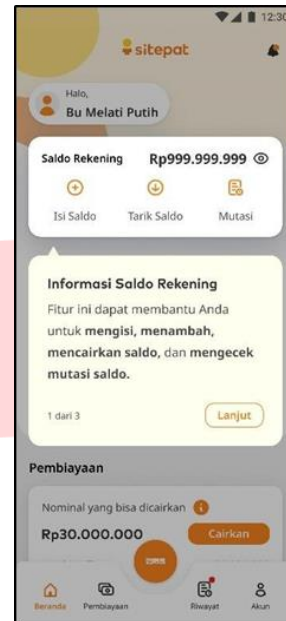 12:30
sitepat
Halo,
Bu Melati Putih
Saldo Rekening Rp999.999.999
Isi Saldo Tarik Saldo Mutasi
Informasi Saldo Rekening
Fitur ini dapat membantu Anda
untuk mengisi, menambah,
mencairkan saldo, dan mengecek
mutasi saldo.
1 dari 3 Lanjut
Pembiayaan
Nominal yang bisa dicairkan
Rp30.000.000 Cairkan
Beranda Pembiayaan Riwayat Akun